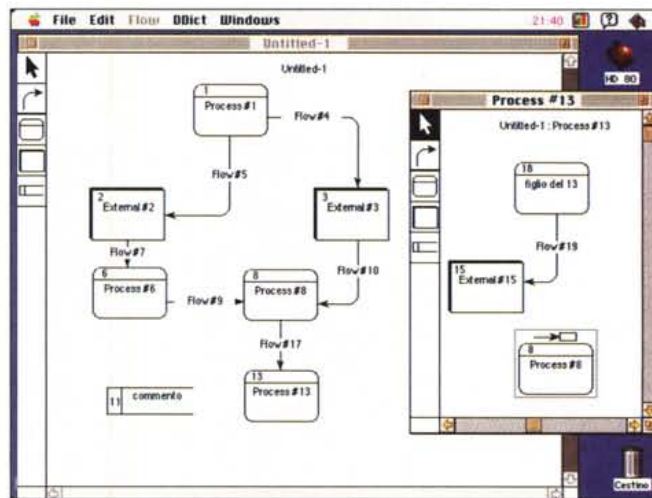 File Edit Flow DDict Windows 21:40
Untitled-1
Untitled-1
1
Process #1
Flow#4
Flow#5
2
External#2
3
External#3
Flow#7
Flow#10
6
Process#6
Flow#9
8
Process#8
Flow#17
13
Process#13
11 commento
HD 80
Process #13
Untitled-1 : Process#13
18
figlio del 13
Flow#19
15
External#15
8
Process#8
Cestino